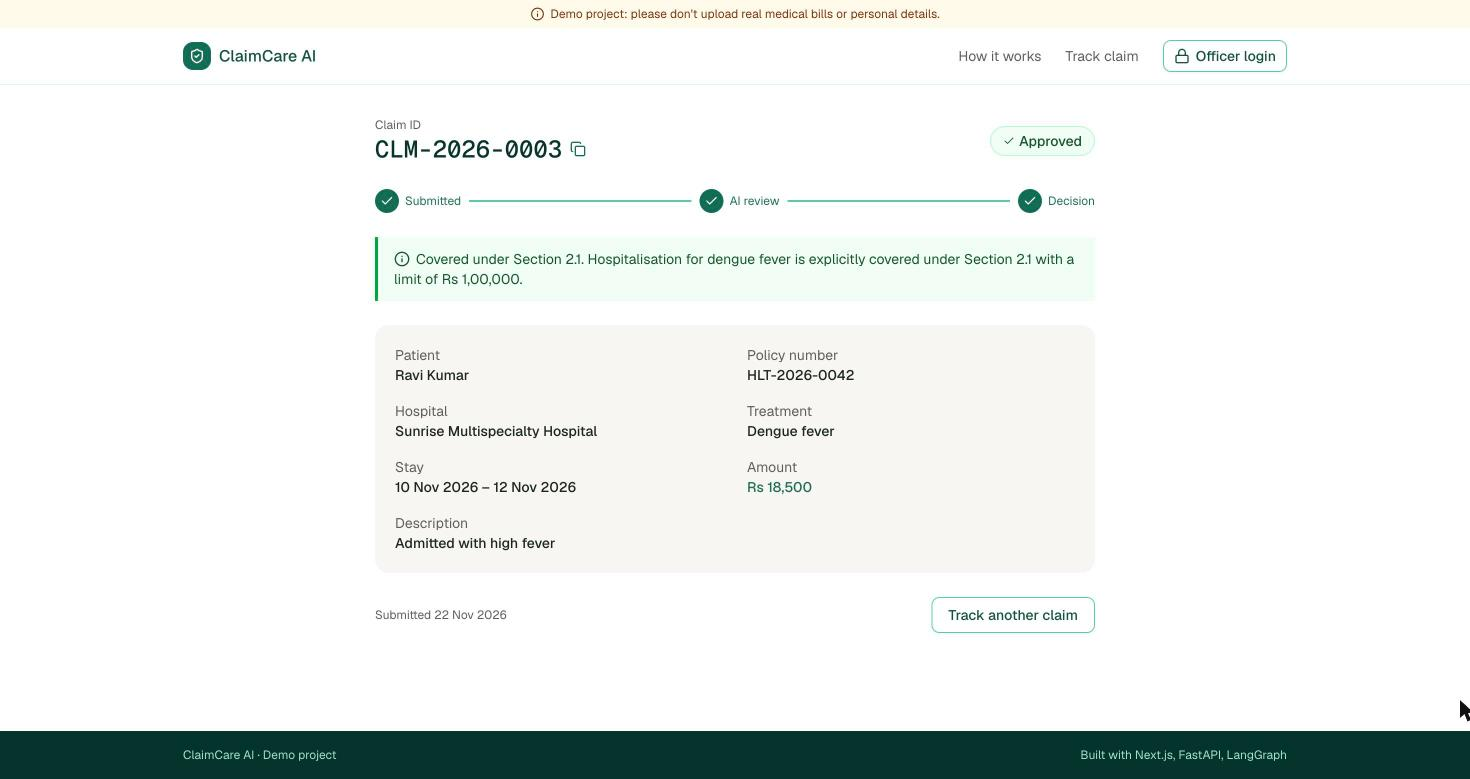 Demo project: please don't upload real medical bills or personal details.
ClaimCare AI
How it works
Track claim
Officer login
Claim ID
CLM-2026-0003
Approved
Submitted
AI review
Decision
Covered under Section 2.1. Hospitalisation for dengue fever is explicitly covered under Section 2.1 with a
limit of Rs 1,00,000.
Patient
Ravi Kumar
Policy number
HLT-2026-0042
Hospital
Sunrise Multispecialty Hospital
Treatment
Dengue fever
Stay
10 Nov 2026 – 12 Nov 2026
Amount
Rs 18,500
Description
Admitted with high fever
Submitted 22 Nov 2026
Track another claim
ClaimCare AI · Demo project
Built with Next.js, FastAPI, LangGraph